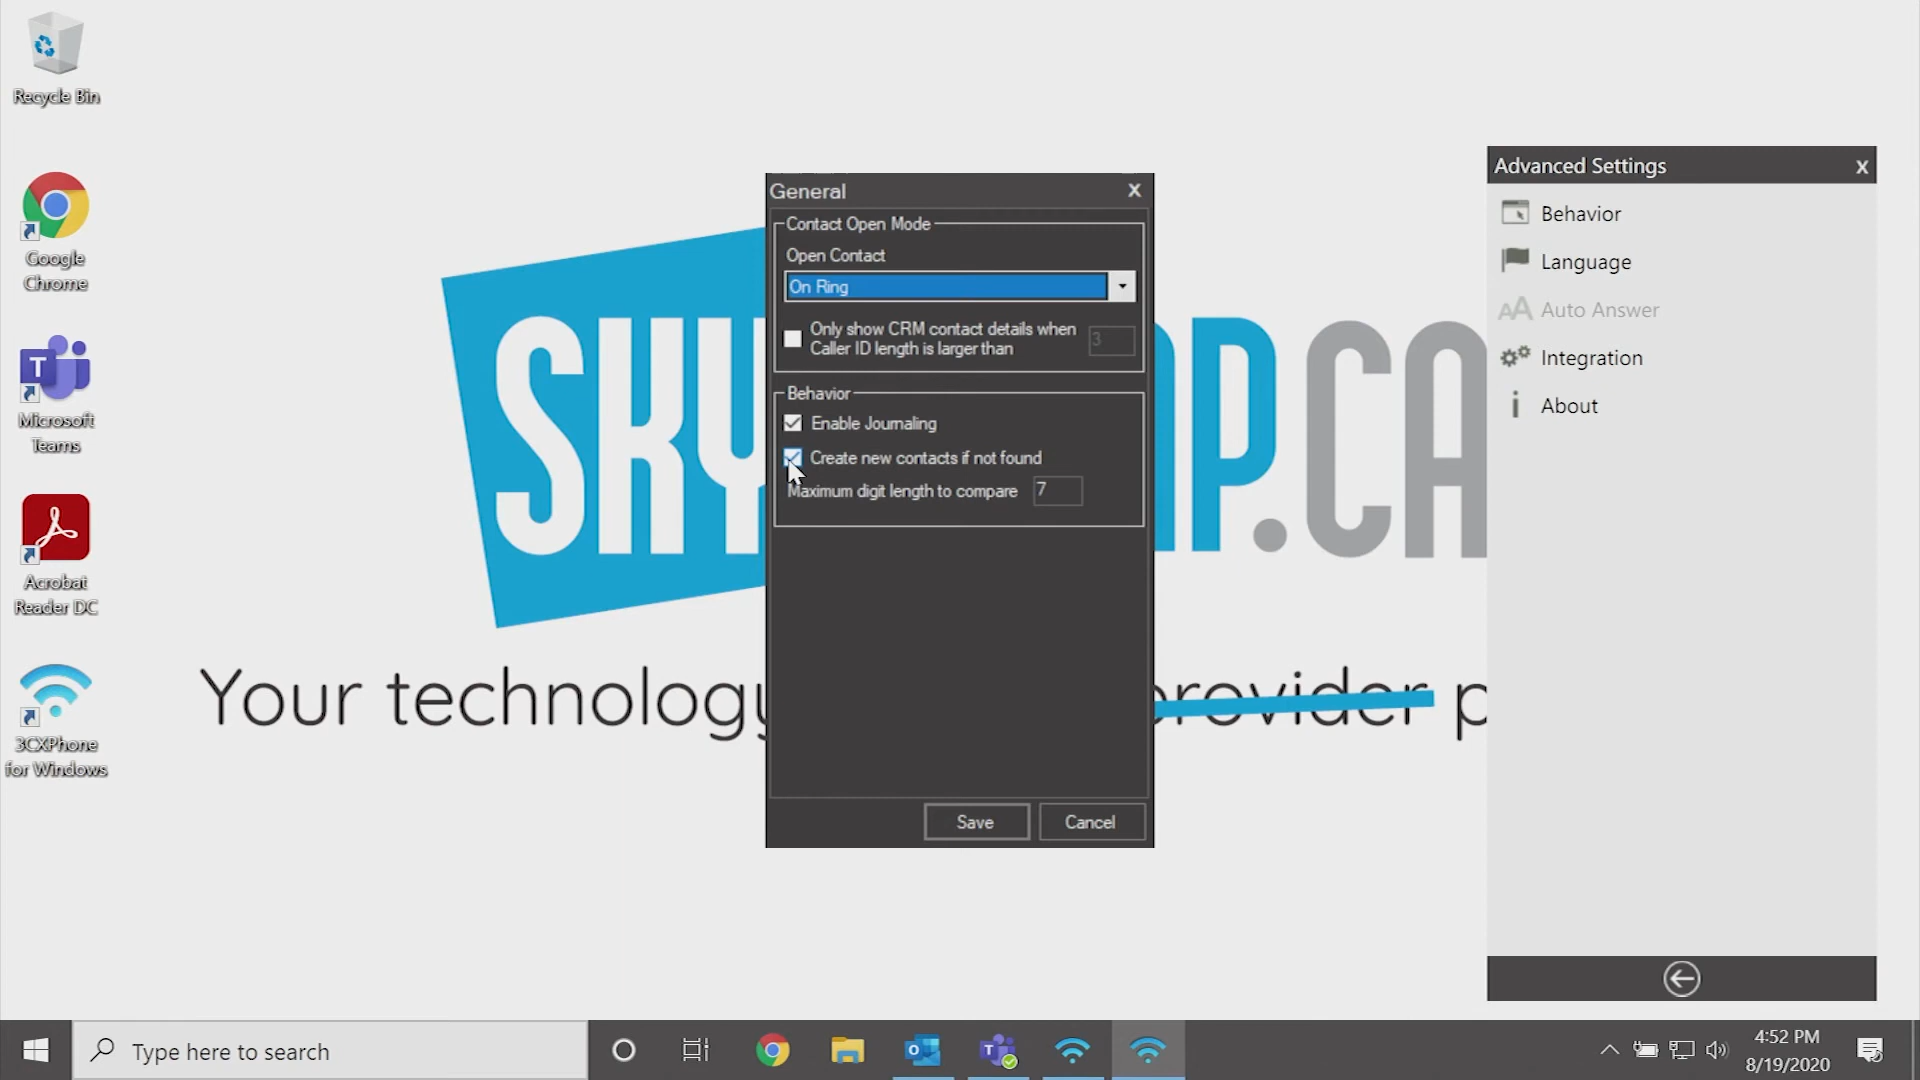 Recycle Bin
Google
Chrome
Microsoft
Teams
Acrobat
Reader DC
3CXPhone
for Windows
SKY
P.CA
Your technology
provider p
General
X
Contact Open Mode
Open Contact
On Ring
Only show CRM contact details when
Caller ID length is larger than
3
Behavior
Enable Journaling
Create new contacts if not found
Maximum digit length to compare
7
Save
Cancel
Advanced Settings
X
Behavior
Language
AA Auto Answer
Integration
i About
Type here to search
4:52 PM
8/19/2020